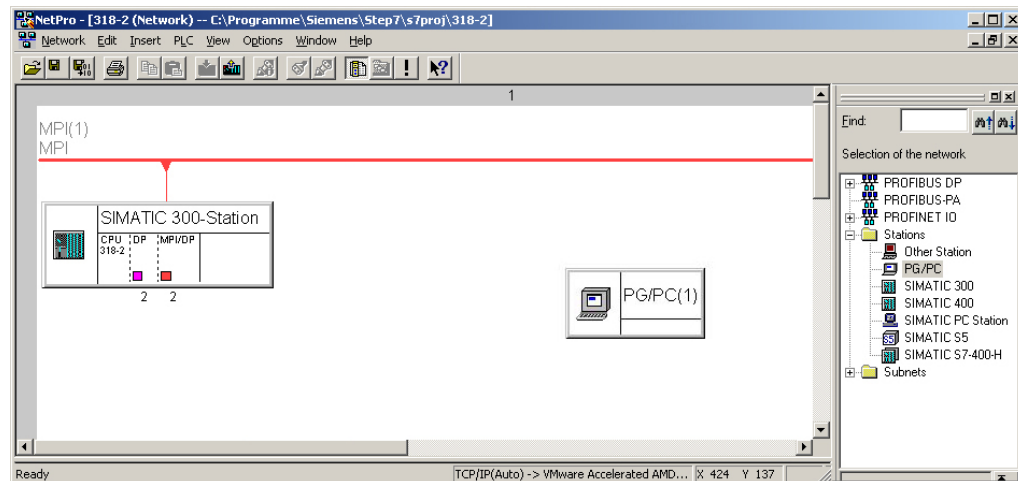 NetPro - [318-2 (Network) -- C:\Programme\Siemens\Step7\s7proj\318-2]
Network Edit Insert PLC View Options Window Help
1
MPI(1)
MPI
SIMATIC 300-Station
CPU 318-2
DP
MPI/DP
2 2
PG/PC(1)
Find:
Selection of the network
PROFIBUS DP
PROFIBUS-PA
PROFINET IO
Stations
Other Station
PG/PC
SIMATIC 300
SIMATIC 400
SIMATIC PC Station
SIMATIC S5
SIMATIC S7-400-H
Subnets
Ready
TCP/IP(Auto) -> VMware Accelerated AMD...
X 424 Y 137